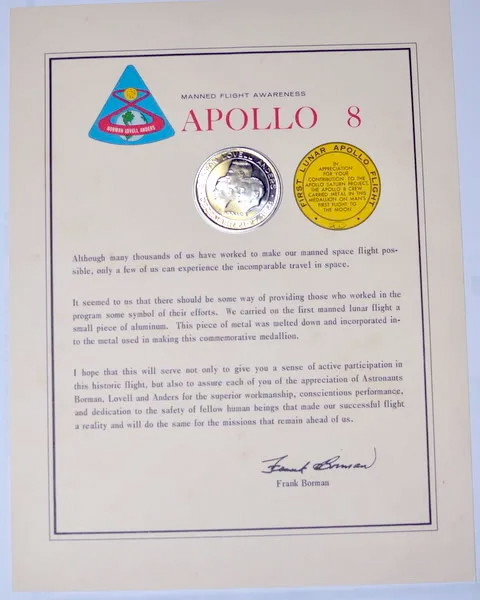 MANNED FLIGHT AWARENESS
APOLLO 8
BORMAN LOVELL ANDERS
LOVELL ANDERS
FIRST LUNAR APOLLO FLIGHT
IN
APPRECIATION
FOR YOUR
CONTRIBUTION TO THE
APOLLO SATURN PROJECT,
THE APOLLO 8 CREW
CARRIED METAL IN THIS
MEDALLION ON MAN'S
FIRST FLIGHT TO
THE MOON.
Although many thousands of us have worked to make our manned space flight pos-
sible, only a few of us can experience the incomparable travel in space.
It seemed to us that there should be some way of providing those who worked in the
program some symbol of their efforts. We carried on the first manned lunar flight a
small piece of aluminum. This piece of metal was melted down and incorporated in-
to the metal used in making this commemorative medallion.
I hope that this will serve not only to give you a sense of active participation in
this historic flight, but also to assure each of you of the appreciation of Astronauts
Borman, Lovell and Anders for the superior workmanship, conscientious performance,
and dedication to the safety of fellow human beings that made our successful flight
a reality and will do the same for the missions that remain ahead of us.
Frank Borman
Frank Borman